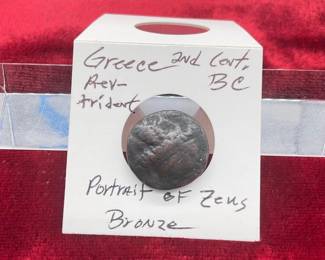 Greece 2nd Cent,
Rev- BC
trident
Portrait of Zeus
Bronze